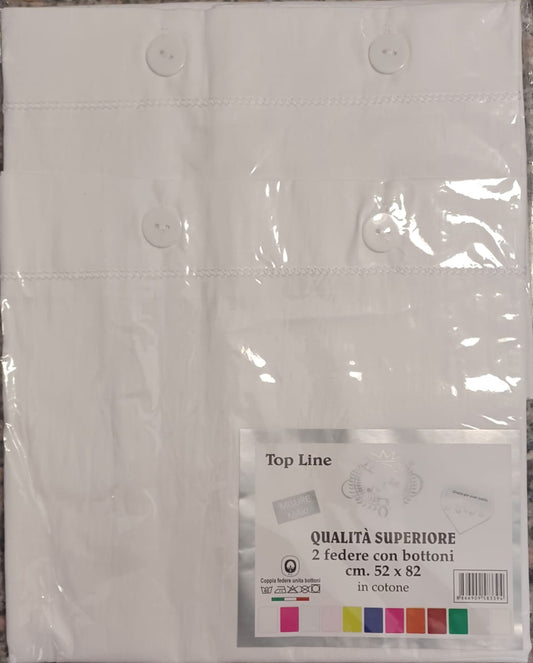 Top Line
QUALITÀ SUPERIORE
2 federe con bottoni
cm. 52 x 82
in cotone
Coppia federe unita bottoni